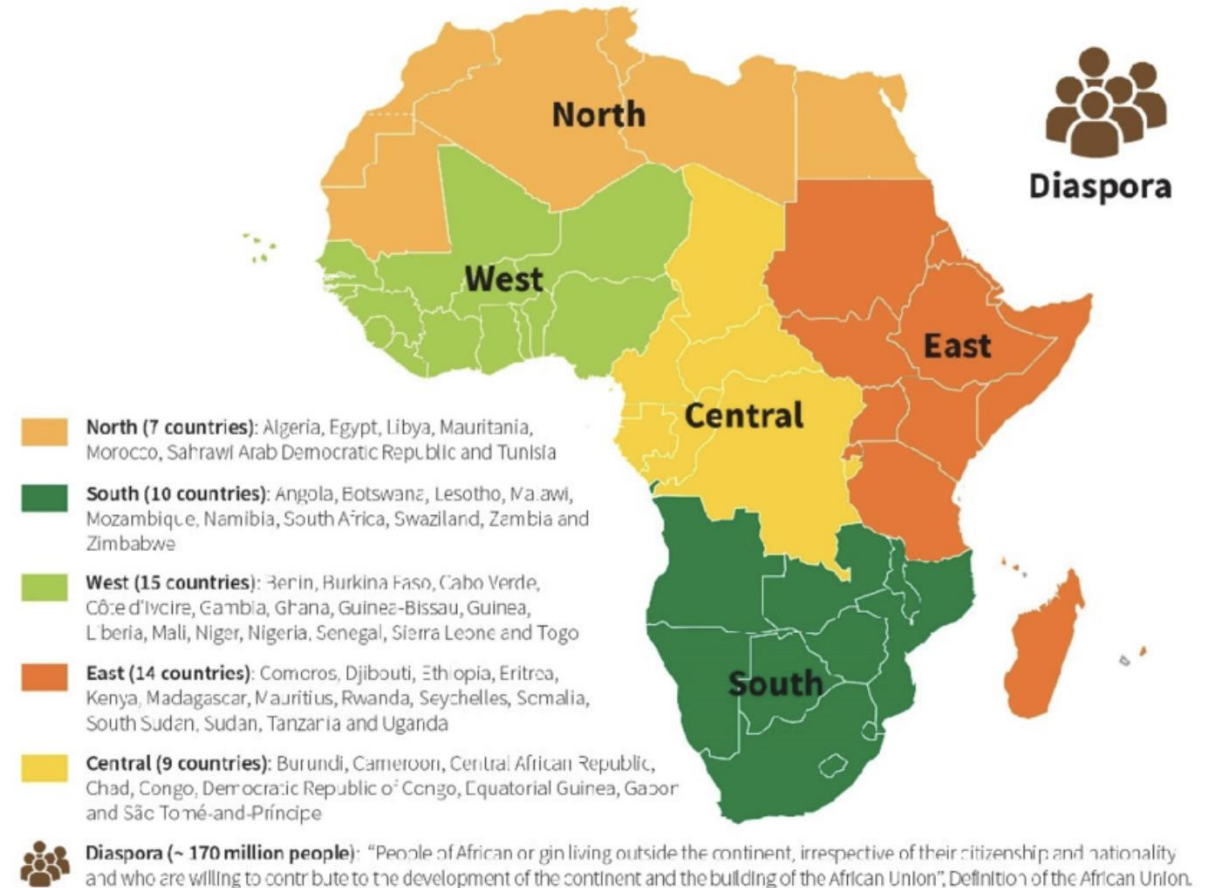 North
Diaspora
West
East
Central
South
North (7 countries): Algeria, Egypt, Libya, Mauritania,
Morocco, Sahrawi Arab Democratic Republic and Tunisia
South (10 countries): Angola, Botswana, Lesotho, Malawi,
Mozambique, Namibia, South Africa, Swaziland, Zambia and
Zimbabwe
West (15 countries): Benin, Burkina Faso, Cabo Verde,
Côte d'Ivoire, Gambia, Ghana, Guinea-Bissau, Guinea,
Liberia, Mali, Niger, Nigeria, Senegal, Sierra Leone and Togo
East (14 countries): Comoros, Djibouti, Ethiopia, Eritrea,
Kenya, Madagascar, Mauritius, Rwanda, Seychelles, Somalia,
South Sudan, Sudan, Tanzania and Uganda
Central (9 countries): Burundi, Cameroon, Central African Republic,
Chad, Congo, Democratic Republic of Congo, Equatorial Guinea, Gabon
and São Tomé-and-Príncipe
Diaspora (~ 170 million people): "People of African origin living outside the continent, irrespective of their citizenship and nationality
and who are willing to contribute to the development of the continent and the building of the African Union", Definition of the African Union.